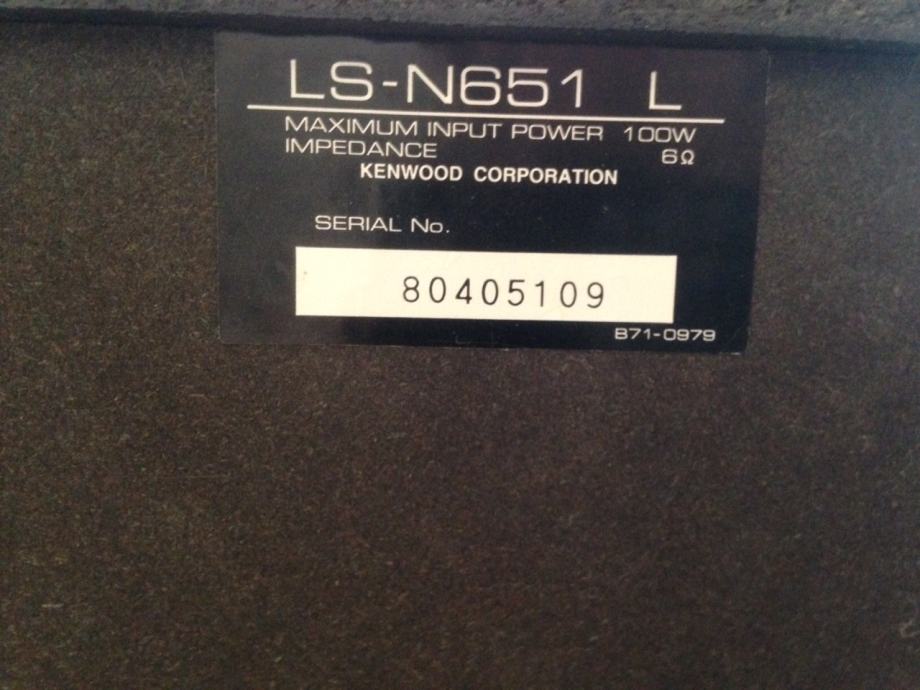 LS-N651 L
MAXIMUM INPUT POWER 100W
IMPEDANCE 6Ω
KENWOOD CORPORATION
SERIAL No.
80405109
B71-0979